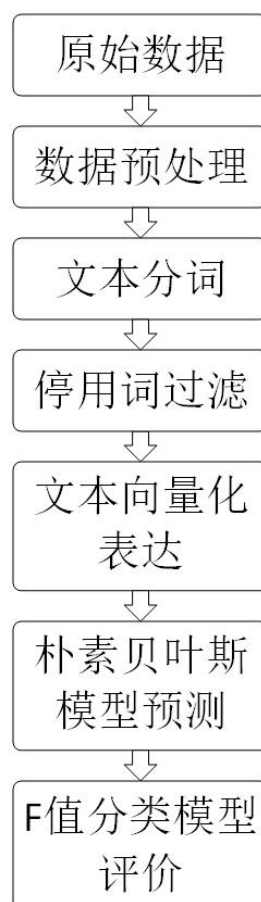 原始数据
数据预处理
文本分词
停用词过滤
文本向量化
表达
朴素贝叶斯
模型预测
F值分类模型
评价